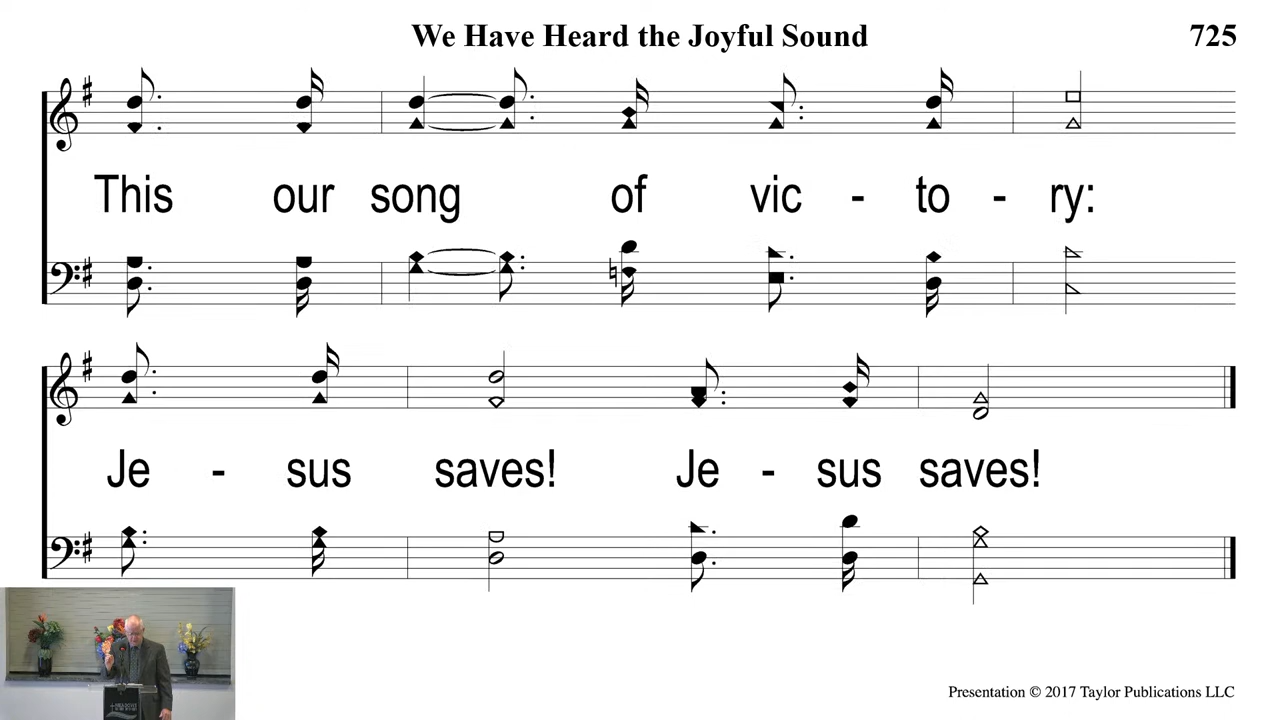 We Have Heard the Joyful Sound 725
This our song of vic - to - ry:
Je - sus saves! Je - sus saves!
Presentation © 2017 Taylor Publications LLC